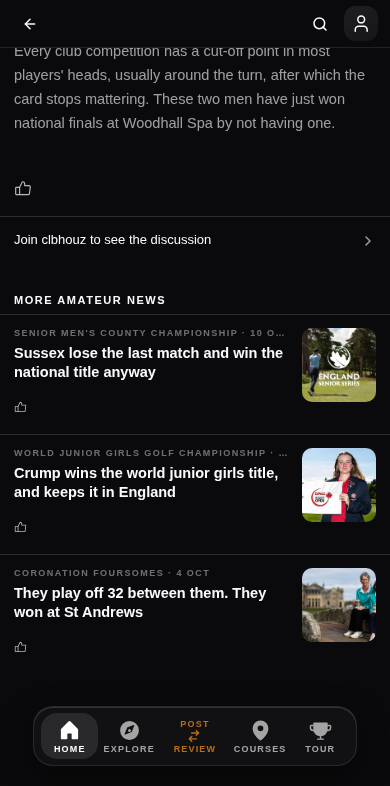 Every club competition has a cut-off point in most
players' heads, usually around the turn, after which the
card stops mattering. These two men have just won
national finals at Woodhall Spa by not having one.
Join clbhouz to see the discussion
MORE AMATEUR NEWS
SENIOR MEN'S COUNTY CHAMPIONSHIP · 10 O...
Sussex lose the last match and win the
national title anyway
ENGLAND
SENIOR SERIES
WORLD JUNIOR GIRLS GOLF CHAMPIONSHIP · ...
Crump wins the world junior girls title,
and keeps it in England
CORONATION FOURSOMES · 4 OCT
They play off 32 between them. They
won at St Andrews
HOME
EXPLORE
POST
REVIEW
COURSES
TOUR